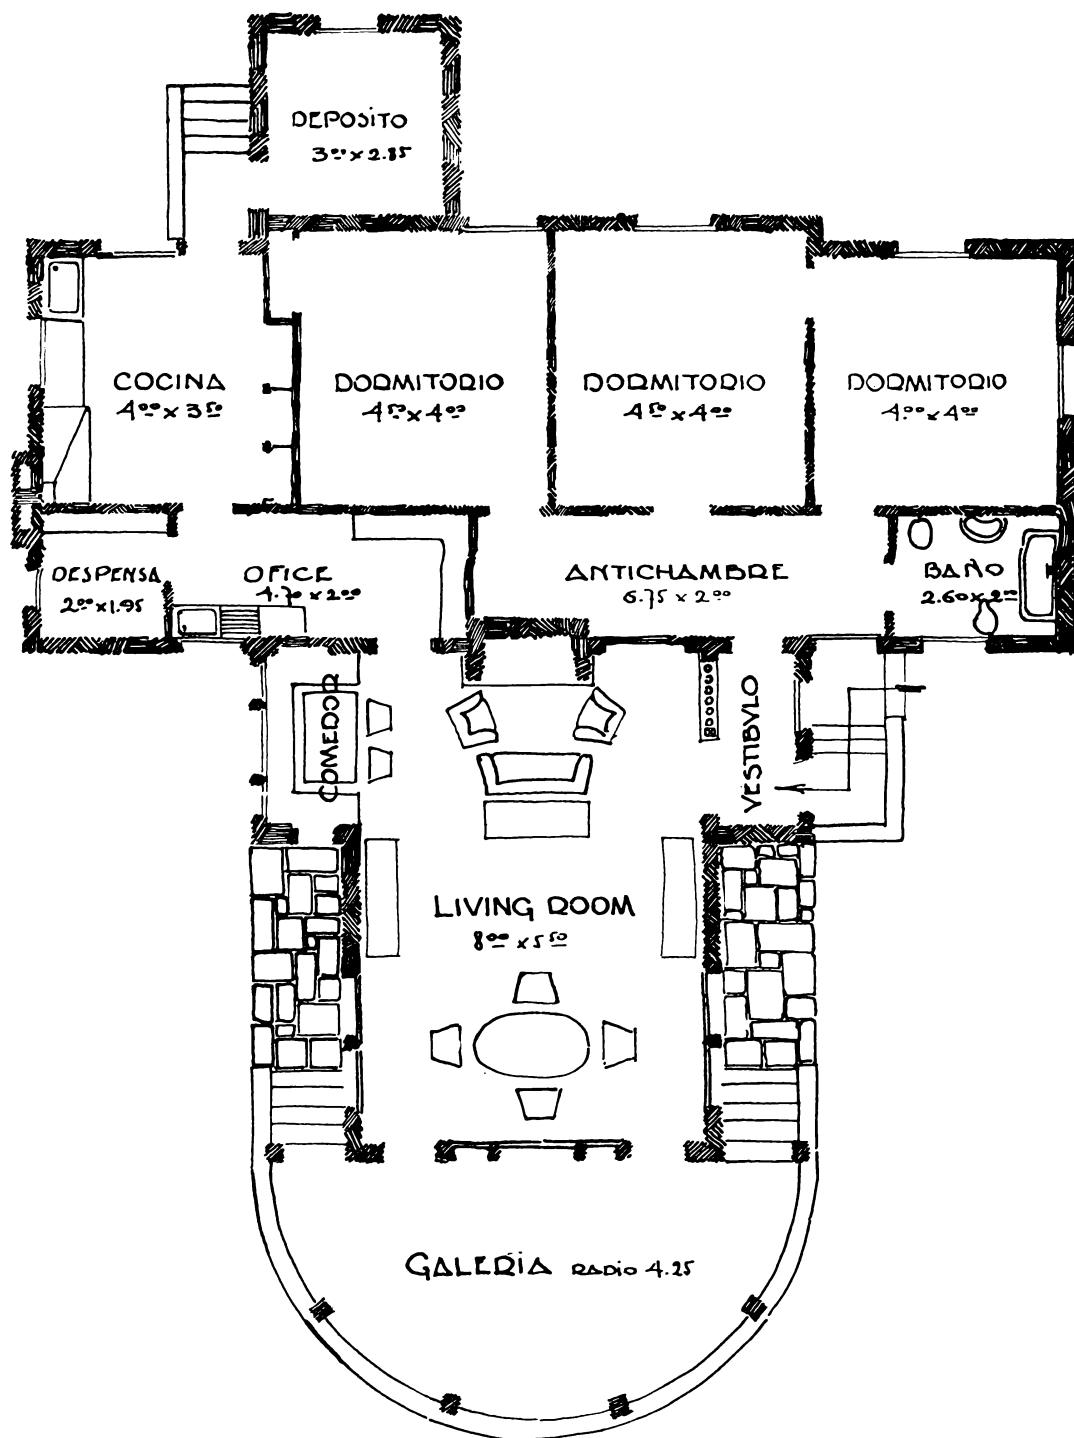 DEPOSITO
3.00 x 2.85
COCINA
4.00 x 3.50
DORMITORIO
4.50 x 4.00
DORMITORIO
4.50 x 4.00
DORMITORIO
4.00 x 4.00
DESPENSA
2.00 x 1.95
OFICE
4.70 x 2.00
ANTICHAMBRE
6.75 x 2.00
BAÑO
2.60 x 2.00
COMEDOR
VESTIBVLO
LIVING ROOM
8.00 x 5.50
GALERIA RADIO 4.25